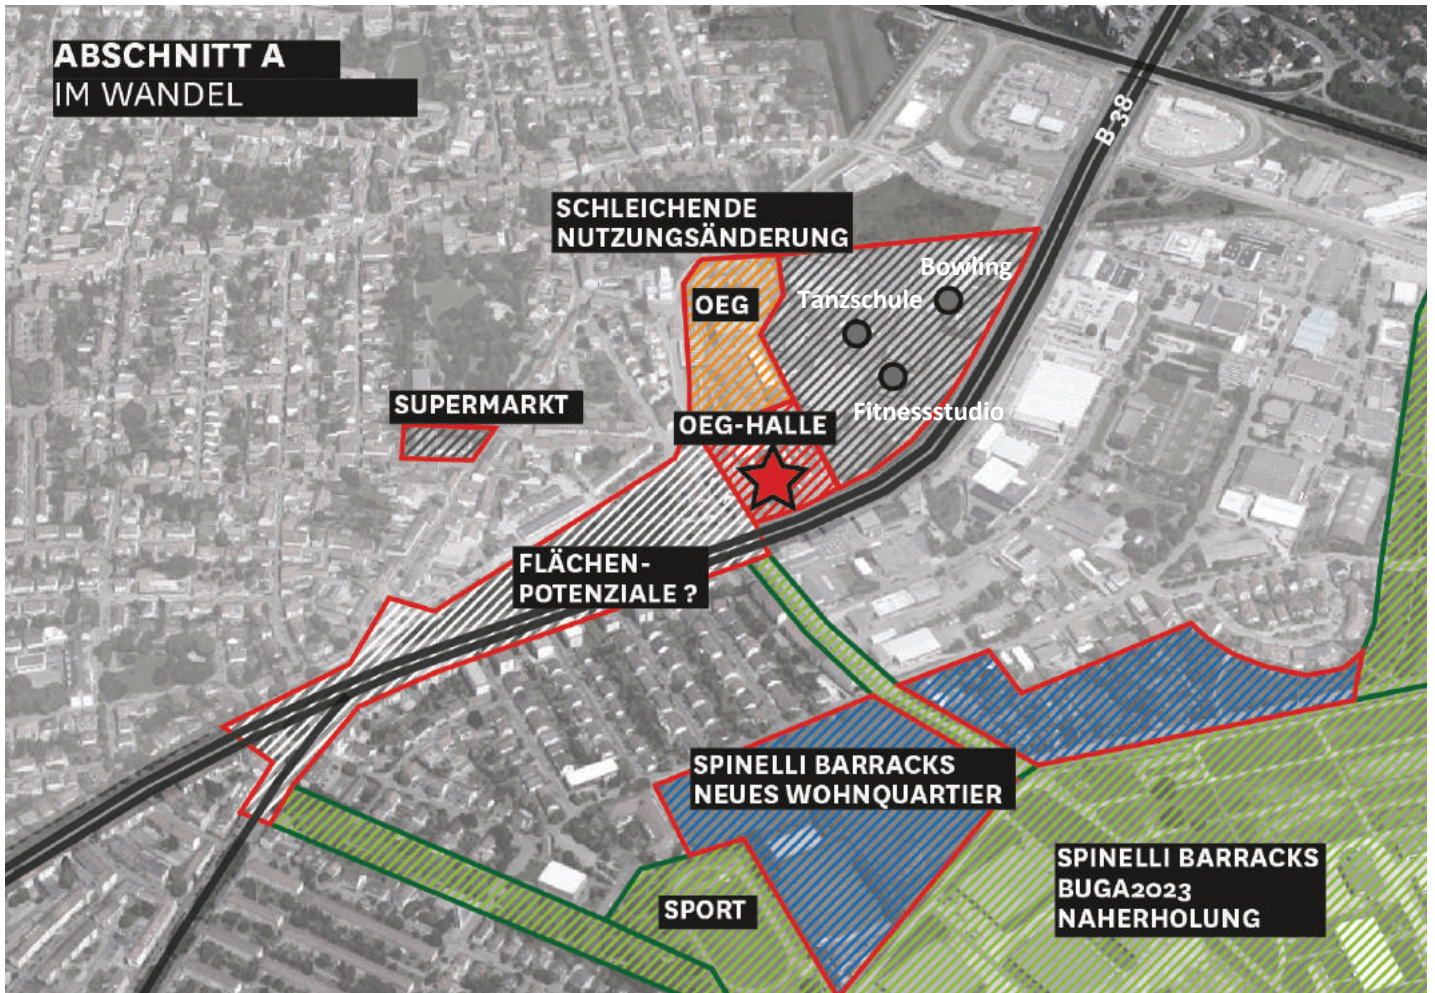 ABSCHNITT A
IM WANDEL
B 38
SCHLEICHENDE
NUTZUNGSÄNDERUNG
Bowling
Tanzschule
OEG
Fitnessstudio
SUPERMARKT
OEG-HALLE
FLÄCHEN-
POTENZIALE ?
SPINELLI BARRACKS
NEUES WOHNQUARTIER
SPINELLI BARRACKS
BUGA2023
NAHERHOLUNG
SPORT